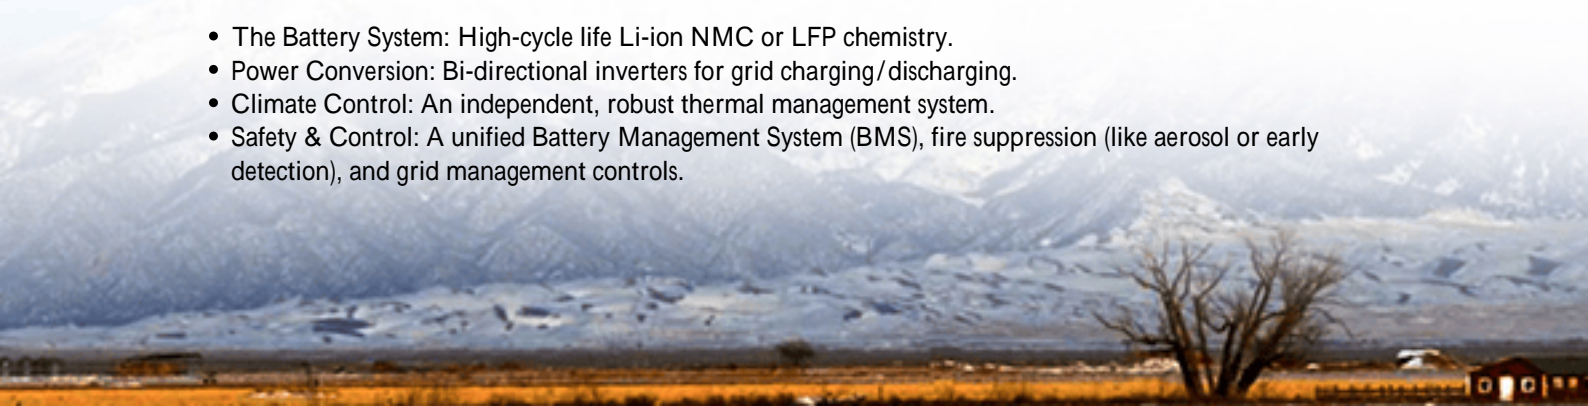 • The Battery System: High-cycle life Li-ion NMC or LFP chemistry.
• Power Conversion: Bi-directional inverters for grid charging/discharging.
• Climate Control: An independent, robust thermal management system.
• Safety & Control: A unified Battery Management System (BMS), fire suppression (like aerosol or early
detection), and grid management controls.